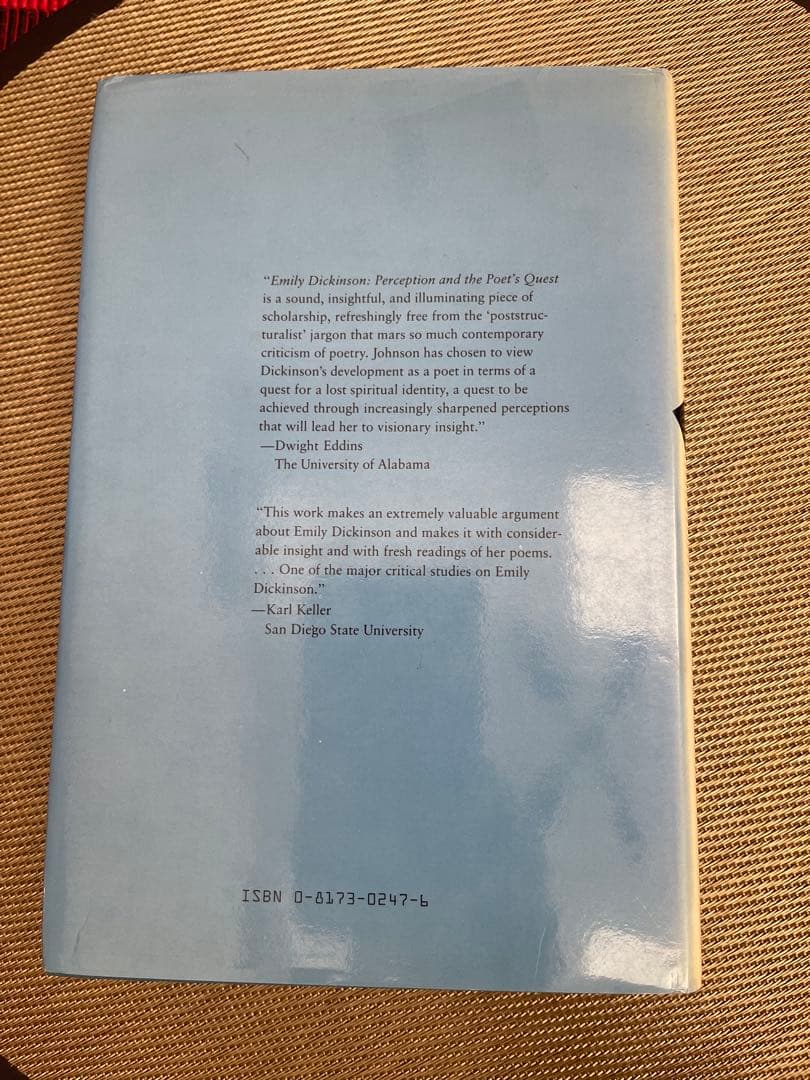 “Emily Dickinson: Perception and the Poet’s Quest
is a sound, insightful, and illuminating piece of
scholarship, refreshingly free from the ‘poststruc-
turalist’ jargon that mars so much contemporary
criticism of poetry. Johnson has chosen to view
Dickinson’s development as a poet in terms of a
quest for a lost spiritual identity, a quest to be
achieved through increasingly sharpened perceptions
that will lead her to visionary insight.”
—Dwight Eddins
The University of Alabama
“This work makes an extremely valuable argument
about Emily Dickinson and makes it with consider-
able insight and with fresh readings of her poems.
. . . One of the major critical studies on Emily
Dickinson.”
—Karl Keller
San Diego State University
ISBN 0-8173-0247-6